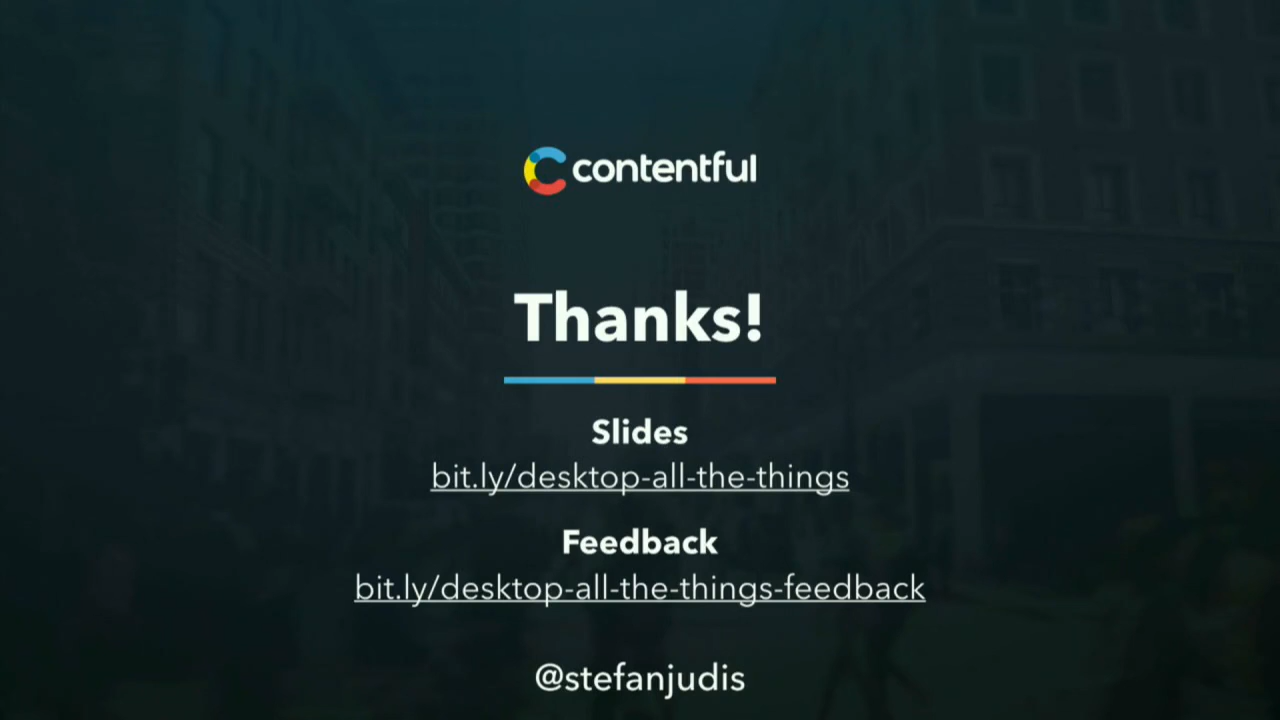 contentful
Thanks!
Slides
bit.ly/desktop-all-the-things
Feedback
bit.ly/desktop-all-the-things-feedback
@stefanjudis